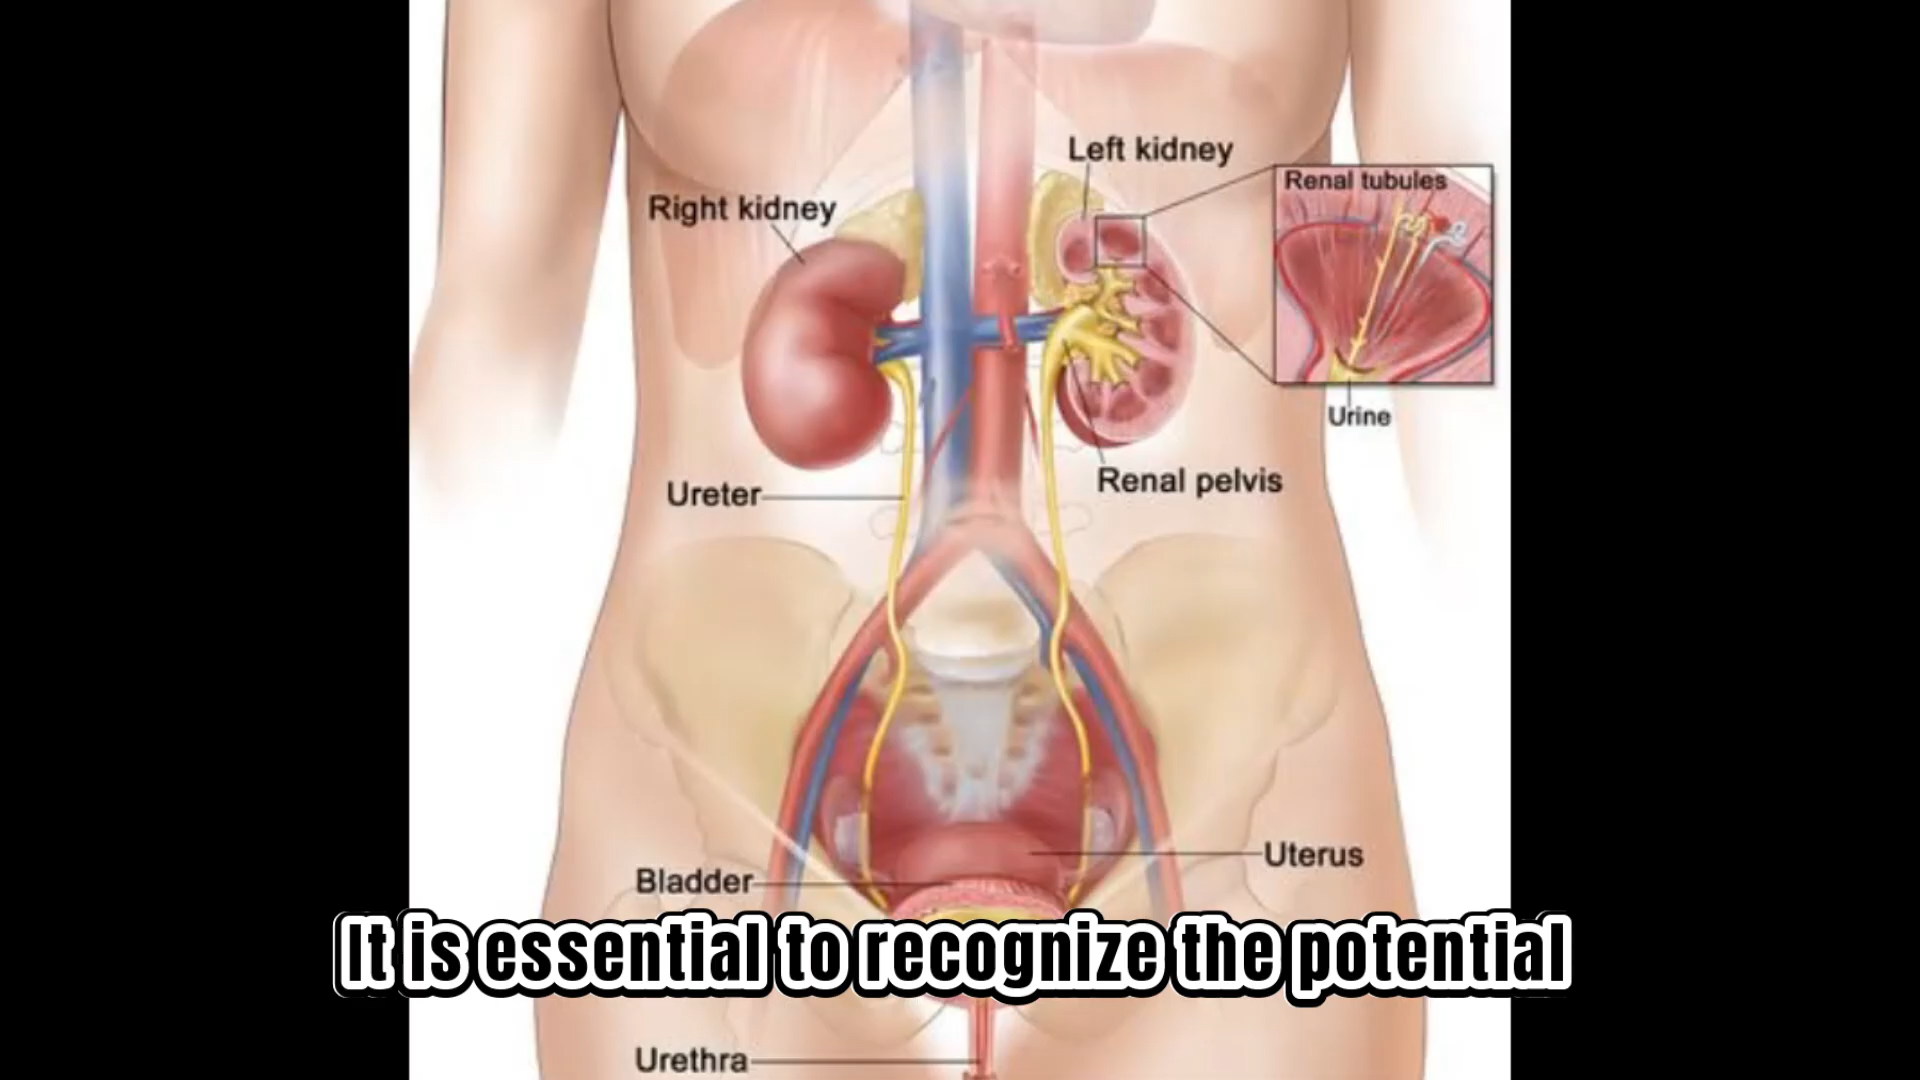 Left kidney
Renal tubules
Right kidney
Urine
Renal pelvis
Ureter
Uterus
Bladder
It is essential to recognize the potential
Urethra